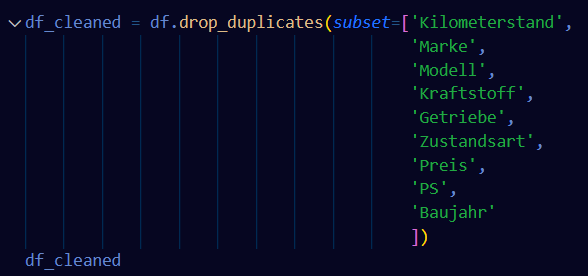 df_cleaned = df.drop_duplicates(subset=['Kilometerstand',
'Marke',
'Modell',
'Kraftstoff',
'Getriebe',
'Zustandsart',
'Preis',
'PS',
'Baujahr'
])
df_cleaned